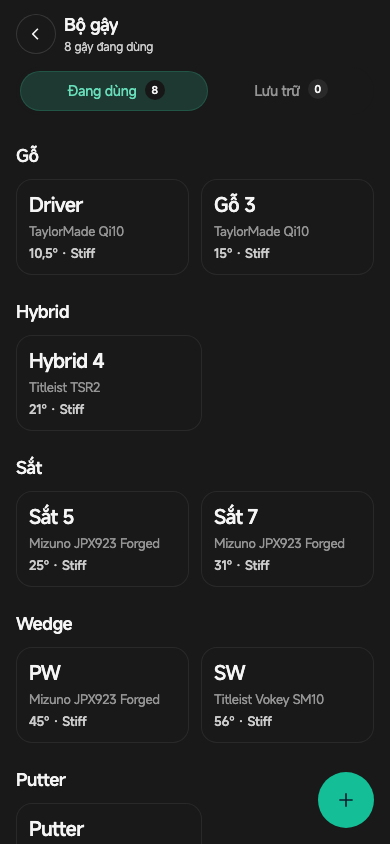 Bộ gậy
8 gậy đang dùng
Đang dùng 8
Lưu trữ 0
Gỗ
Driver
TaylorMade Qi10
10,5° · Stiff
Gỗ 3
TaylorMade Qi10
15° · Stiff
Hybrid
Hybrid 4
Titleist TSR2
21° · Stiff
Sắt
Sắt 5
Mizuno JPX923 Forged
25° · Stiff
Sắt 7
Mizuno JPX923 Forged
31° · Stiff
Wedge
PW
Mizuno JPX923 Forged
45° · Stiff
SW
Titleist Vokey SM10
56° · Stiff
Putter
Putter